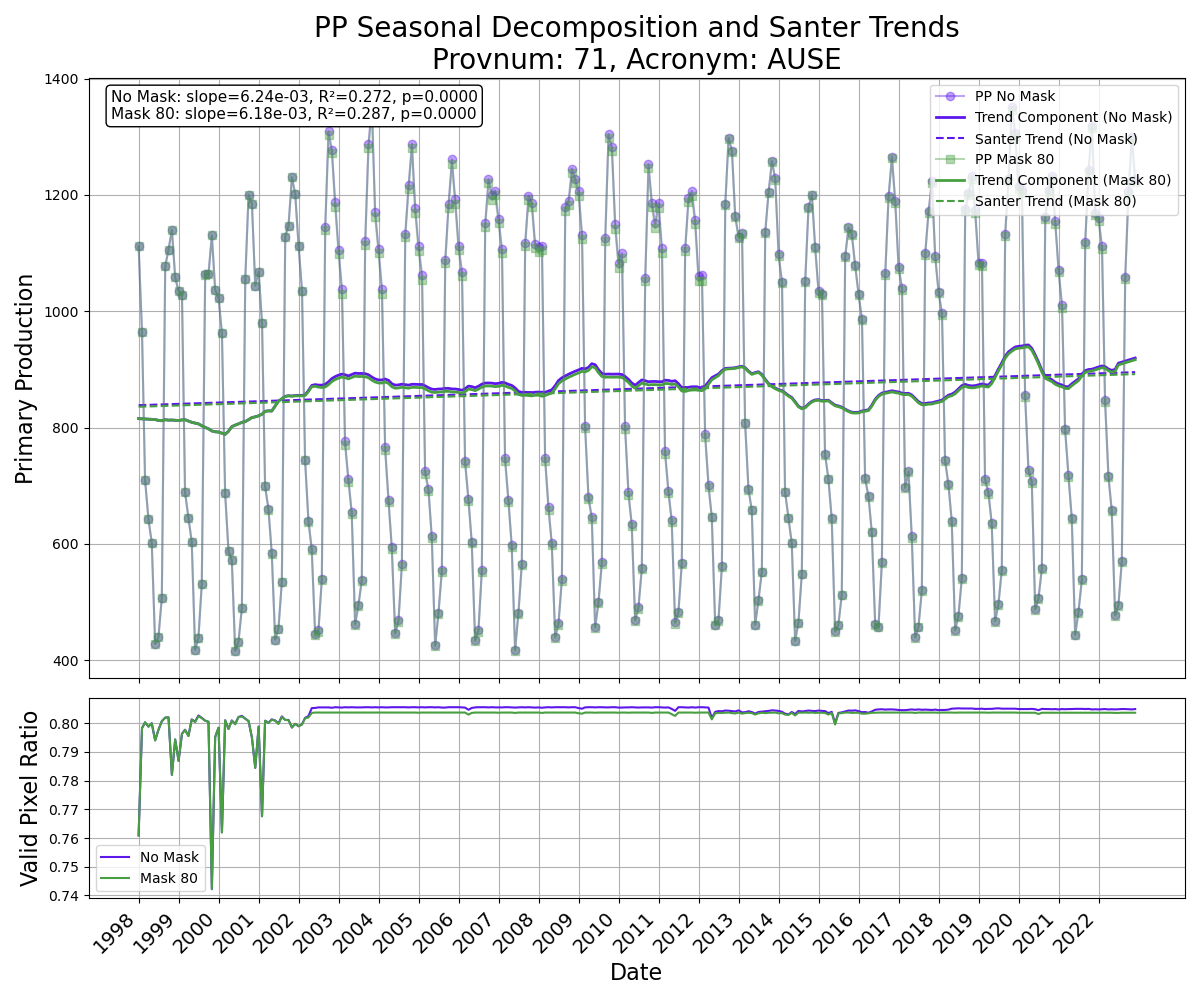 PP Seasonal Decomposition and Santer Trends
Provnum: 71, Acronym: AUSE
No Mask: slope=6.24e-03, R²=0.272, p=0.0000
Mask 80: slope=6.18e-03, R²=0.287, p=0.0000
PP No Mask
Trend Component (No Mask)
Santer Trend (No Mask)
PP Mask 80
Trend Component (Mask 80)
Santer Trend (Mask 80)
Primary Production
1400
1200
1000
800
600
400
Valid Pixel Ratio
0.80
0.79
0.78
0.77
0.76
0.75
0.74
No Mask
Mask 80
1998
1999
2000
2001
2002
2003
2004
2005
2006
2007
2008
2009
2010
2011
2012
2013
2014
2015
2016
2017
2018
2019
2020
2021
2022
Date